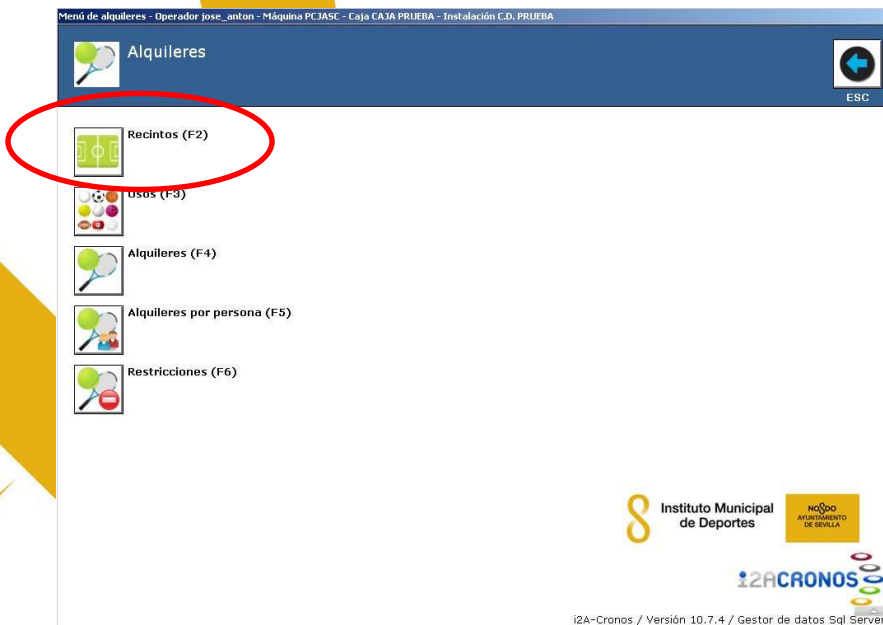 Menú de alquileres - Operador jose_anton - Máquina PCJASC - Caja CAJA PRUEBA - Instalación C.D. PRUEBA
Alquileres
ESC
Recintos (F2)
Usos (F3)
Alquileres (F4)
Alquileres por persona (F5)
Restricciones (F6)
Instituto Municipal
de Deportes
NO8DO
AYUNTAMIENTO
DE SEVILLA
i2ACRONOS
i2A-Cronos / Versión 10.7.4 / Gestor de datos Sql Server